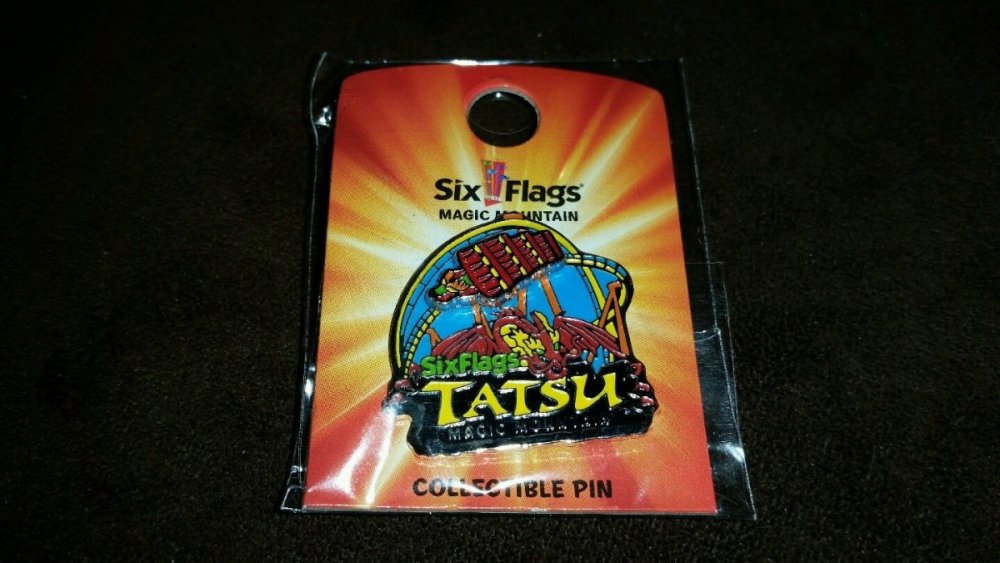 Six Flags
MAGIC MOUNTAIN
SixFlags
TATSU
MAGIC MOUNTAIN
COLLECTIBLE PIN